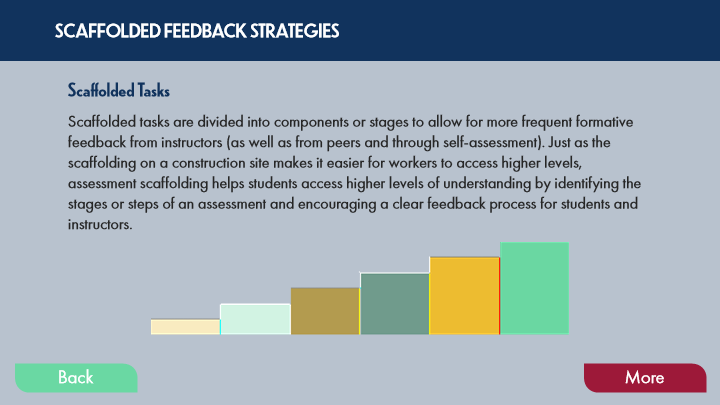 SCAFFOLDED FEEDBACK STRATEGIES
Scaffolded Tasks
Scaffolded tasks are divided into components or stages to allow for more frequent formative
feedback from instructors (as well as from peers and through self-assessment). Just as the
scaffolding on a construction site makes it easier for workers to access higher levels,
assessment scaffolding helps students access higher levels of understanding by identifying the
stages or steps of an assessment and encouraging a clear feedback process for students and
instructors.
Back
More